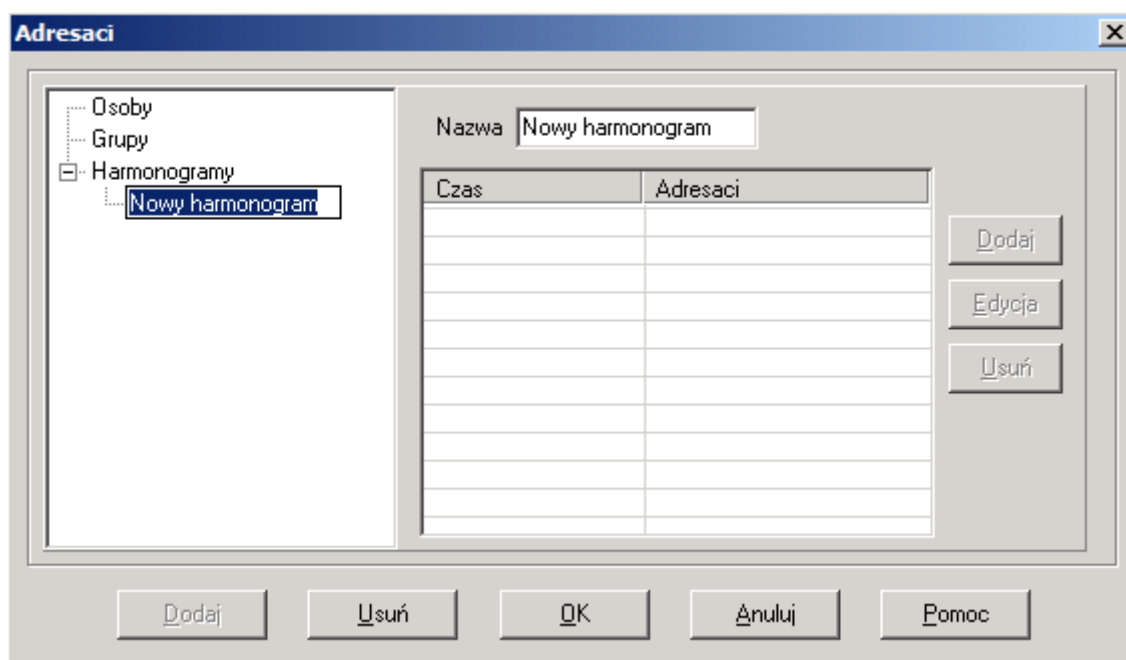 Adresaci
Osoby
Grupy
Harmonogramy
Nowy harmonogram
Nazwa Nowy harmonogram
Czas Adresaci
Dodaj
Edycja
Usuń
Dodaj Usuń OK Anuluj Pomoc